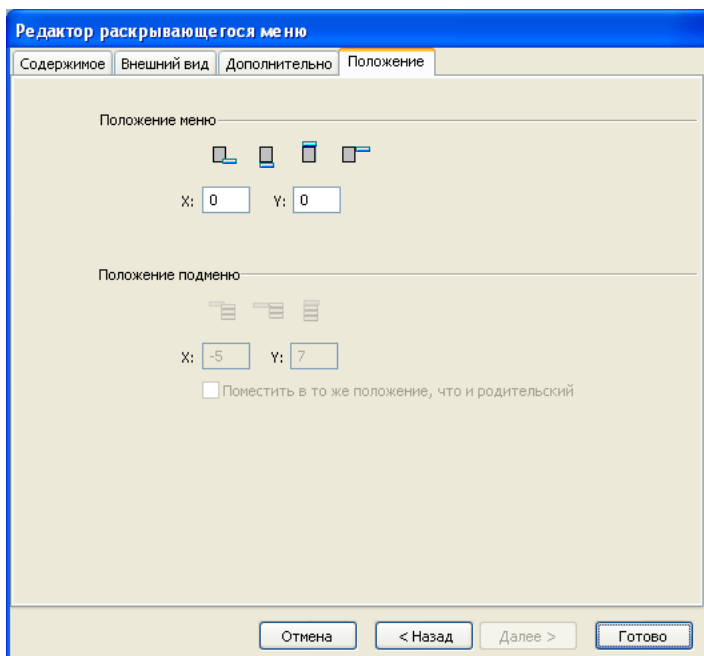 Редактор раскрывающегося меню
Содержимое Внешний вид Дополнительно Положение
Положение меню
X: 0 Y: 0
Положение подменю
X: -5 Y: 7
Поместить в то же положение, что и родительский
Отмена < Назад Далее > Готово